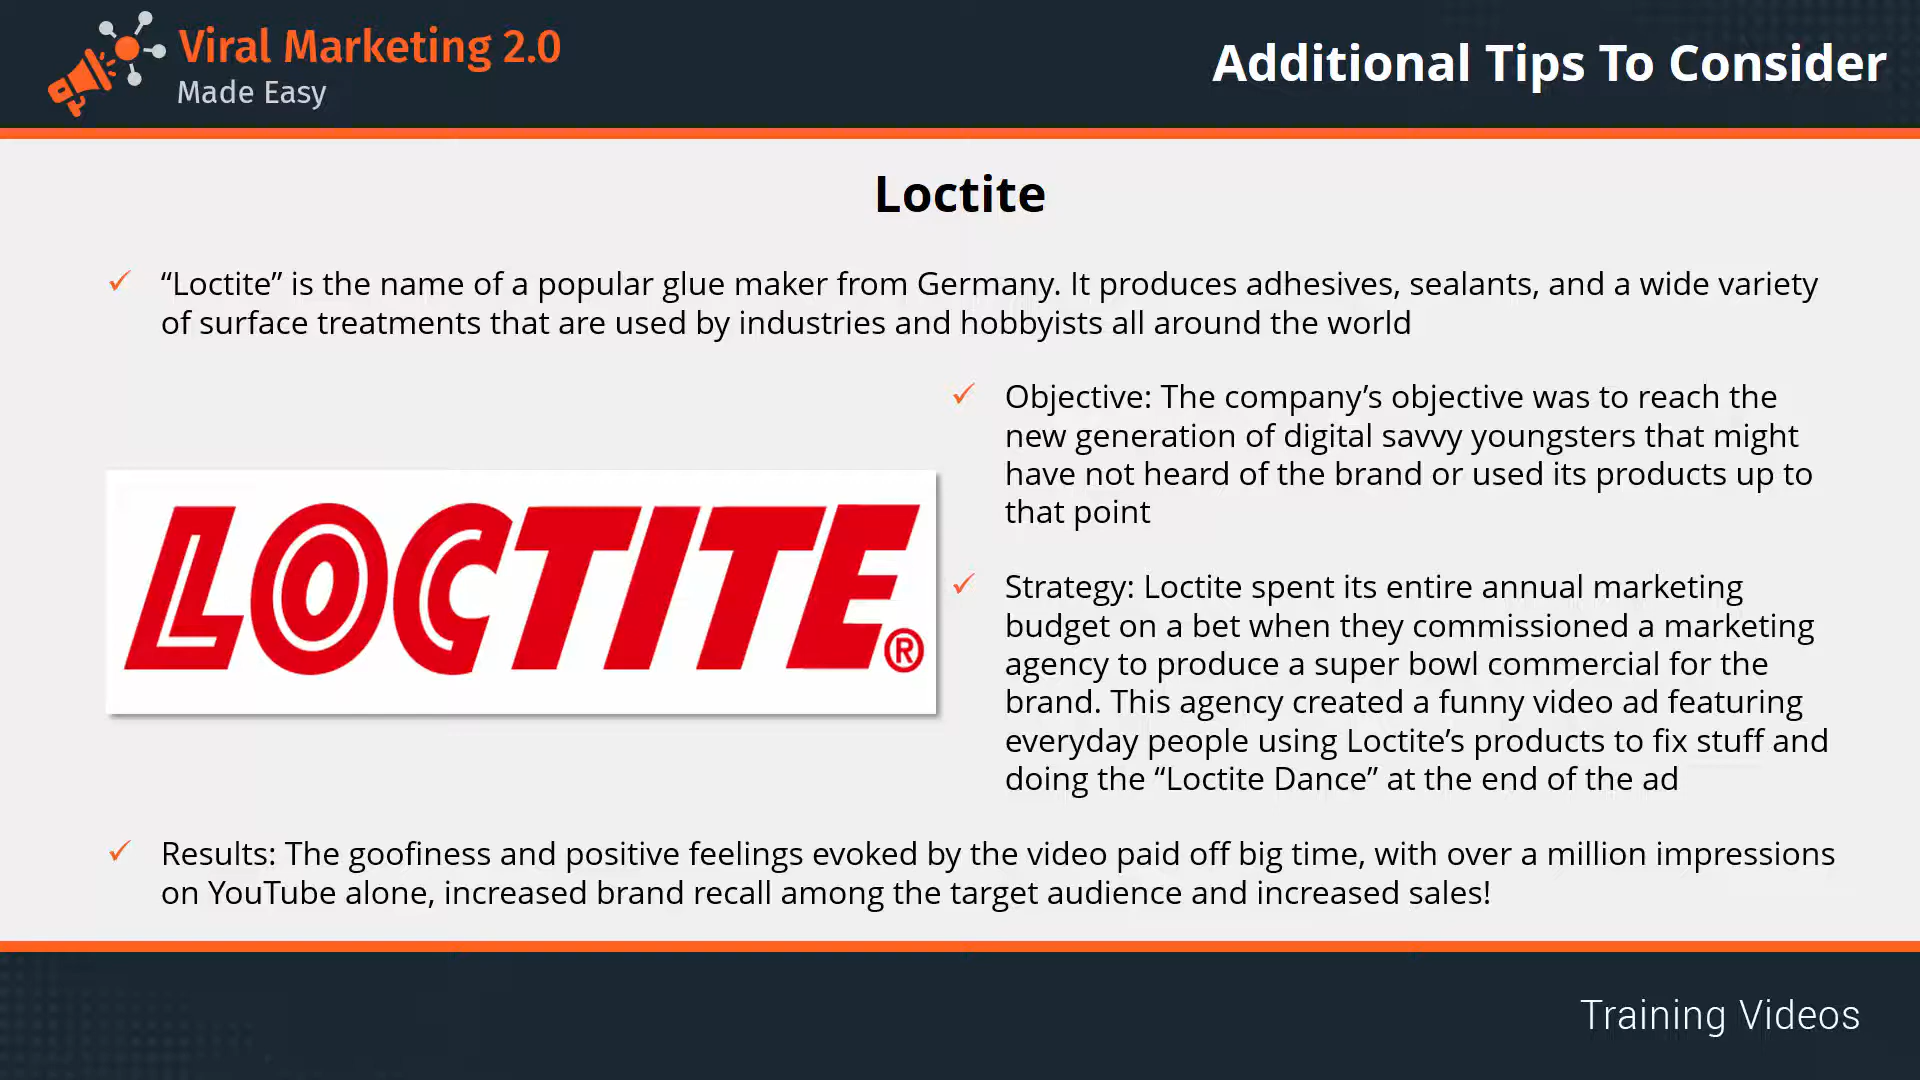 Viral Marketing 2.0
Made Easy
Additional Tips To Consider
Loctite
✓ “Loctite” is the name of a popular glue maker from Germany. It produces adhesives, sealants, and a wide variety
of surface treatments that are used by industries and hobbyists all around the world
LOCTITE®
✓ Objective: The company’s objective was to reach the
new generation of digital savvy youngsters that might
have not heard of the brand or used its products up to
that point
✓ Strategy: Loctite spent its entire annual marketing
budget on a bet when they commissioned a marketing
agency to produce a super bowl commercial for the
brand. This agency created a funny video ad featuring
everyday people using Loctite’s products to fix stuff and
doing the “Loctite Dance” at the end of the ad
✓ Results: The goofiness and positive feelings evoked by the video paid off big time, with over a million impressions
on YouTube alone, increased brand recall among the target audience and increased sales!
Training Videos